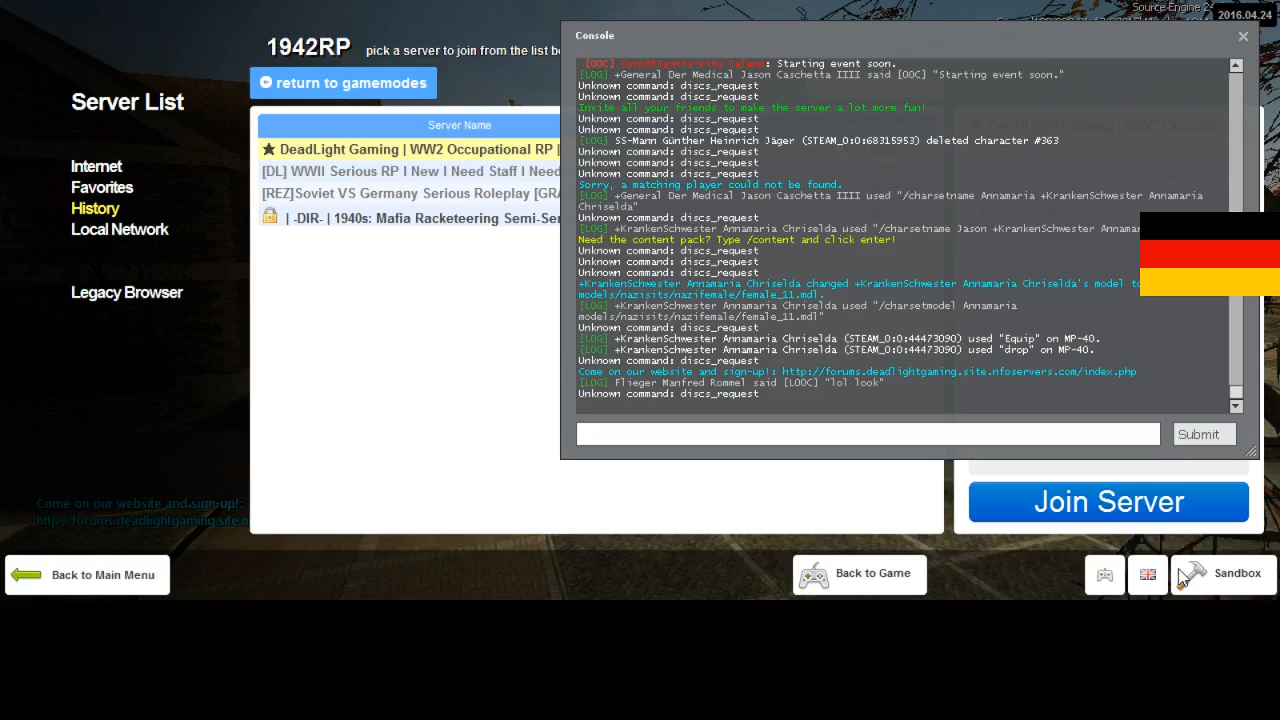 Source Engine 24
2016.04.24
1942RP pick a server to join from the list be
return to gamemodes
Server List
Internet
Favorites
History
Local Network
Legacy Browser
Server Name
DeadLight Gaming | WW2 Occupational RP |
[DL] WWII Serious RP I New I Need Staff I Need
[REZ]Soviet VS Germany Serious Roleplay [GRA
| -DIR- | 1940s: Mafia Racketeering Semi-Ser
Console
: Starting event soon.
[LOG] +General Der Medical Jason Caschetta IIII said [OOC] "Starting event soon."
Unknown command: discs_request
Unknown command: discs_request
Invite all your friends to make the server a lot more fun!
Unknown command: discs_request
Unknown command: discs_request
[LOG] SS-Mann Günther Heinrich Jäger (STEAM_0:0:68315953) deleted character #363
Unknown command: discs_request
Unknown command: discs_request
Unknown command: discs_request
Sorry, a matching player could not be found.
[LOG] +General Der Medical Jason Caschetta IIII used "/charsetname Annamaria +KrankenSchwester Annamaria
Chriselda"
Unknown command: discs_request
[LOG] +KrankenSchwester Annamaria Chriselda used "/charsetname Jason +KrankenSchwester Annamar
Need the content pack? Type /content and click enter!
Unknown command: discs_request
Unknown command: discs_request
Unknown command: discs_request
+KrankenSchwester Annamaria Chriselda changed +KrankenSchwester Annamaria Chriselda's model to
models/nazisits/nazifemale/female_11.mdl.
[LOG] +KrankenSchwester Annamaria Chriselda used "/charsetmodel Annamaria
models/nazisits/nazifemale/female_11.mdl"
Unknown command: discs_request
[LOG] +KrankenSchwester Annamaria Chriselda (STEAM_0:0:44473090) used "Equip" on MP-40.
[LOG] +KrankenSchwester Annamaria Chriselda (STEAM_0:0:44473090) used "drop" on MP-40.
Unknown command: discs_request
Come on our website and sign-up!: http://forums.deadlightgaming.site.nfoservers.com/index.php
[LOG] Flieger Manfred Rommel said [LOOC] "lol look"
Unknown command: discs_request
Submit
Join Server
Come on our website and sign-up!:
http://forums.deadlightgaming.site.n
Back to Main Menu
Back to Game
Sandbox